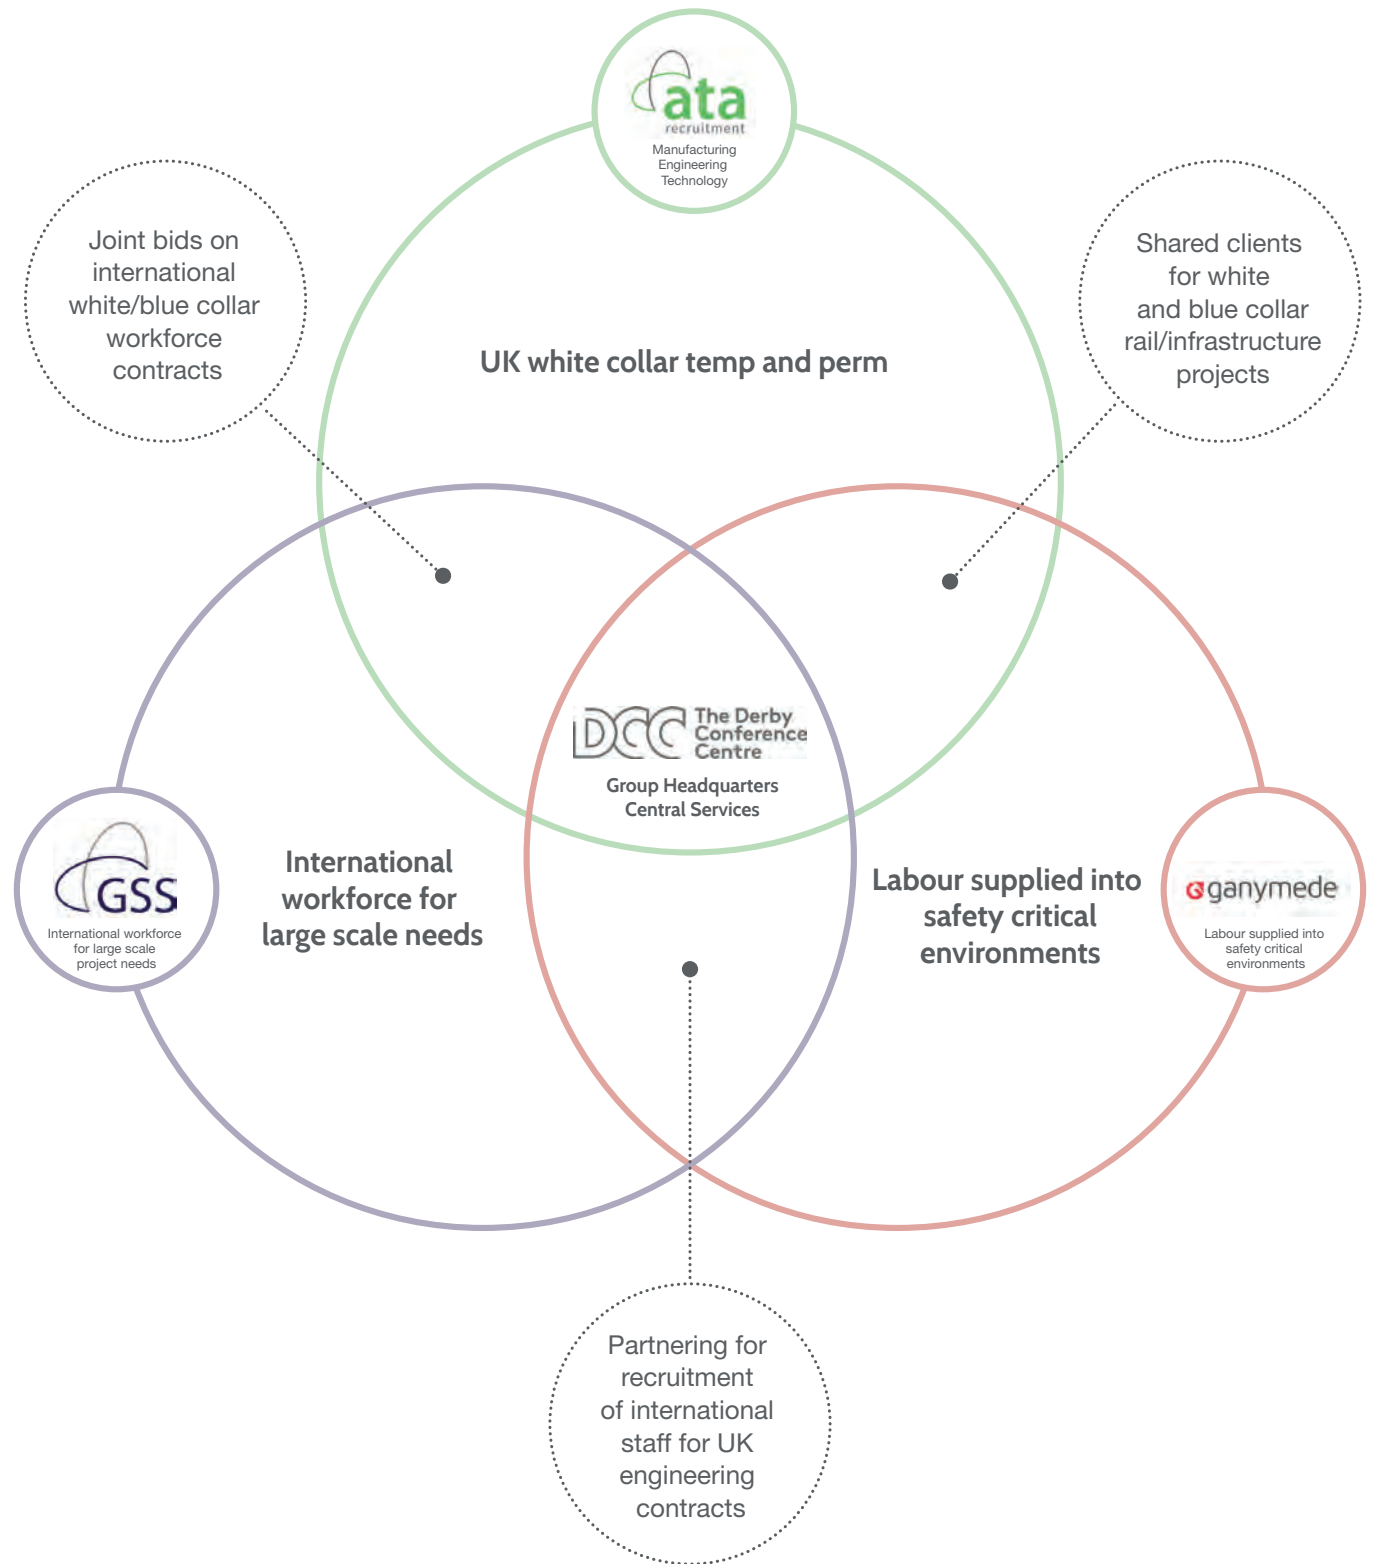 ata
recruitment
Manufacturing
Engineering
Technology
Joint bids on
international
white/blue collar
workforce
contracts
Shared clients
for white
and blue collar
rail/infrastructure
projects
UK white collar temp and perm
DCC The Derby
Conference
Centre
Group Headquarters
Central Services
GSS
International workforce
for large scale
project needs
International
workforce for
large scale needs
Labour supplied into
safety critical
environments
ganymede
Labour supplied into
safety critical
environments
Partnering for
recruitment
of international
staff for UK
engineering
contracts